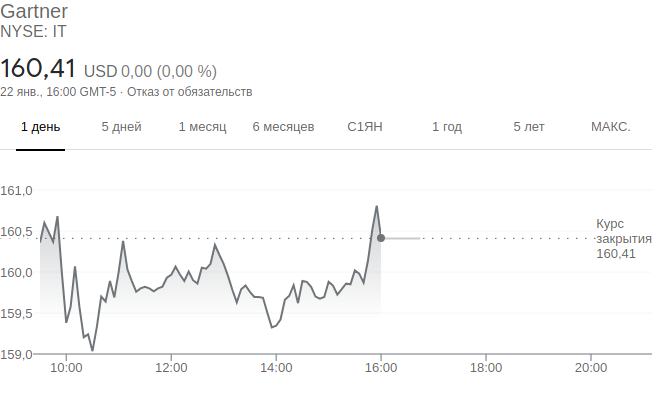 Gartner
NYSE: IT
160,41 USD 0,00 (0,00 %)
22 янв., 16:00 GMT-5 · Отказ от обязательств
1 день 5 дней 1 месяц 6 месяцев С1ЯН 1 год 5 лет МАКС.
161,0
160,5
160,0
159,5
159,0
Курс
закрытия
160,41
10:00 12:00 14:00 16:00 18:00 20:00